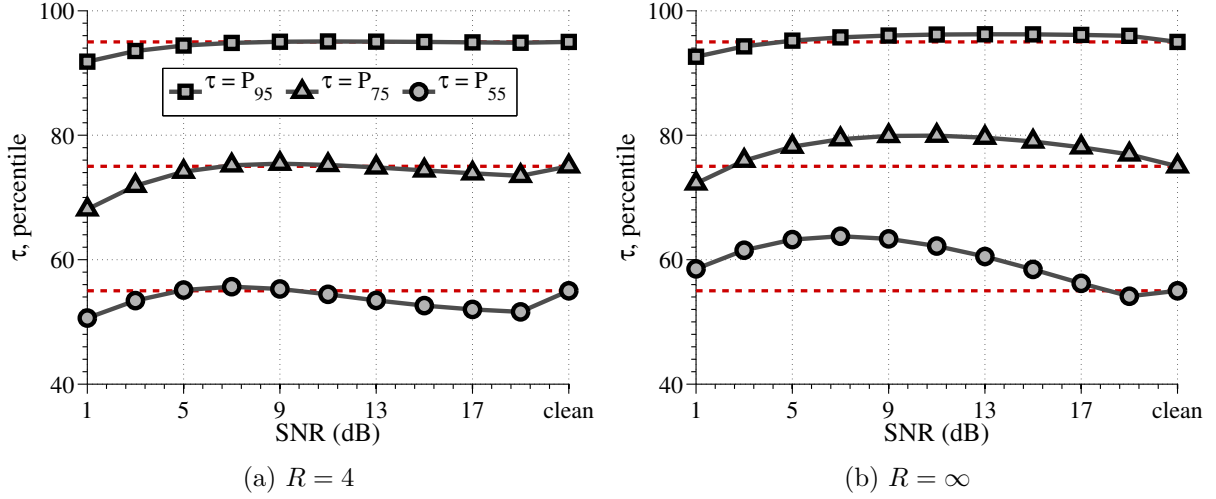 100
80
60
40
τ, percentile
τ = P95 τ = P75 τ = P55
1 5 9 13 17 clean
SNR (dB)
(a) R = 4
100
80
60
40
τ, percentile
1 5 9 13 17 clean
SNR (dB)
(b) R = ∞